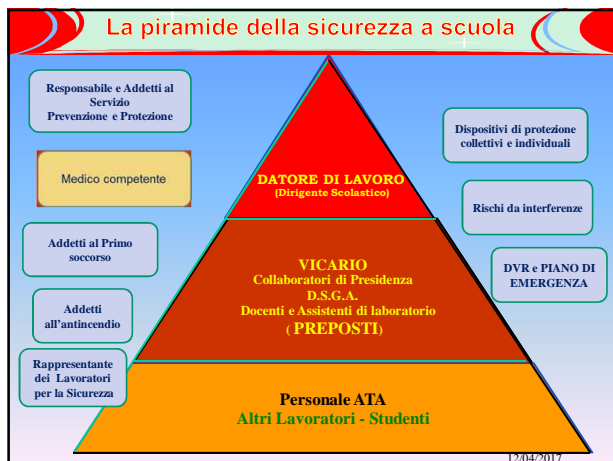 La piramide della sicurezza a scuola
Responsabile e Addetti al
Servizio
Prevenzione e Protezione
Medico competente
Addetti al Primo
soccorso
Addetti
all'antincendio
Rappresentante
dei Lavoratori
per la Sicurezza
DATORE DI LAVORO
(Dirigente Scolastico)
VICARIO
Collaboratori di Presidenza
D.S.G.A.
Docenti e Assistenti di laboratorio
( PREPOSTI)
Personale ATA
Altri Lavoratori - Studenti
Dispositivi di protezione
collettivi e individuali
Rischi da interferenze
DVR e PIANO DI
EMERGENZA
12/04/2017